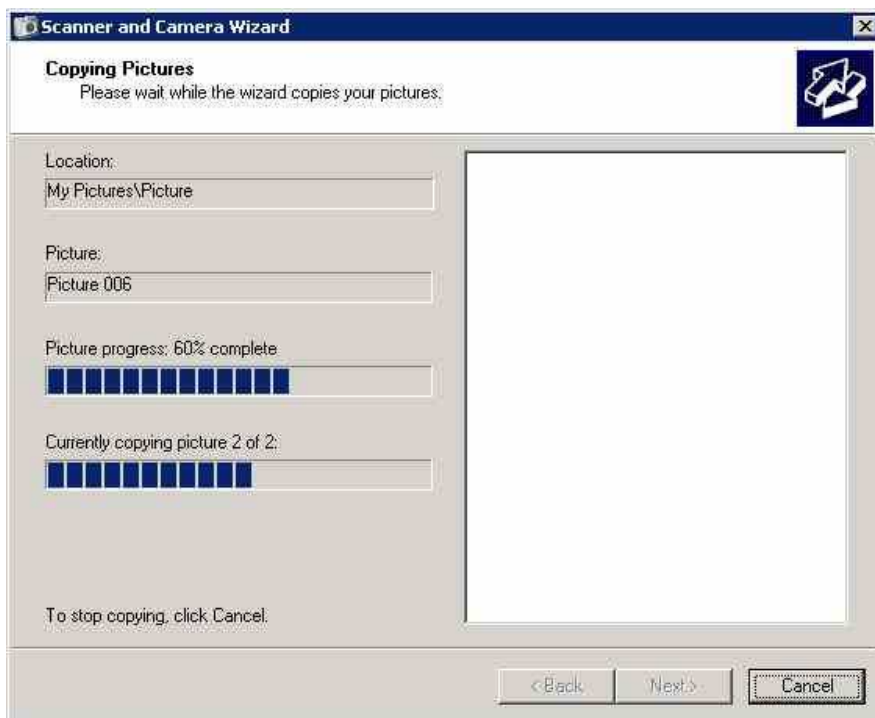 Scanner and Camera Wizard
Copying Pictures
Please wait while the wizard copies your pictures.
Location:
My Pictures\Picture
Picture:
Picture 006
Picture progress: 60% complete
Currently copying picture 2 of 2:
To stop copying, click Cancel.
< Back
Next >
Cancel